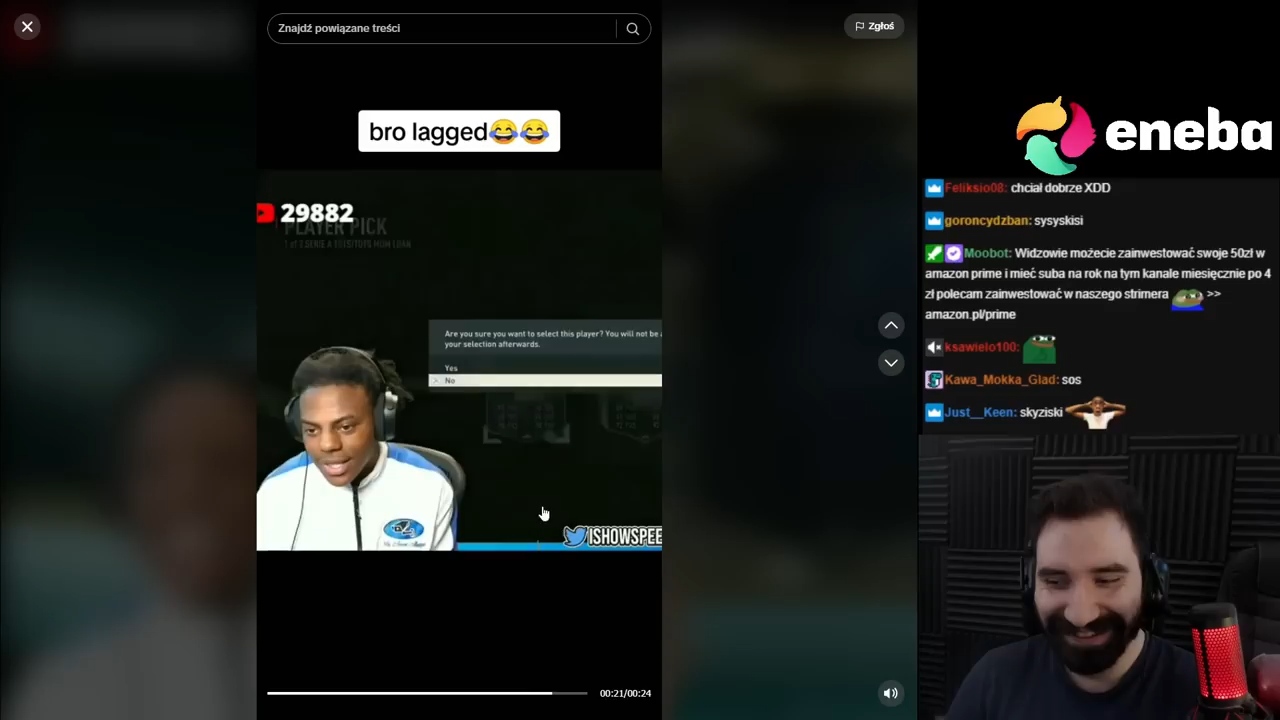 Znajdź powiązane treści
Zgłoś
bro lagged😂😂
29882
PLAYER PICK
Are you sure you want to select this player? You will not be a
your selection afterwards.
Yes
No
ISHOWSPEE
00:21/00:24
eneba
Feliksio08: chciał dobrze XDD
goroncydzban: sysyskisi
Moobot: Widzowie możecie zainwestować swoje 50zł w
amazon prime i mieć suba na rok na tym kanale miesięcznie po 4
zł polecam zainwestować w naszego strimera >>
amazon.pl/prime
ksawielo100:
Kawa_Mokka_Glad: sos
Just__Keen: skyziski